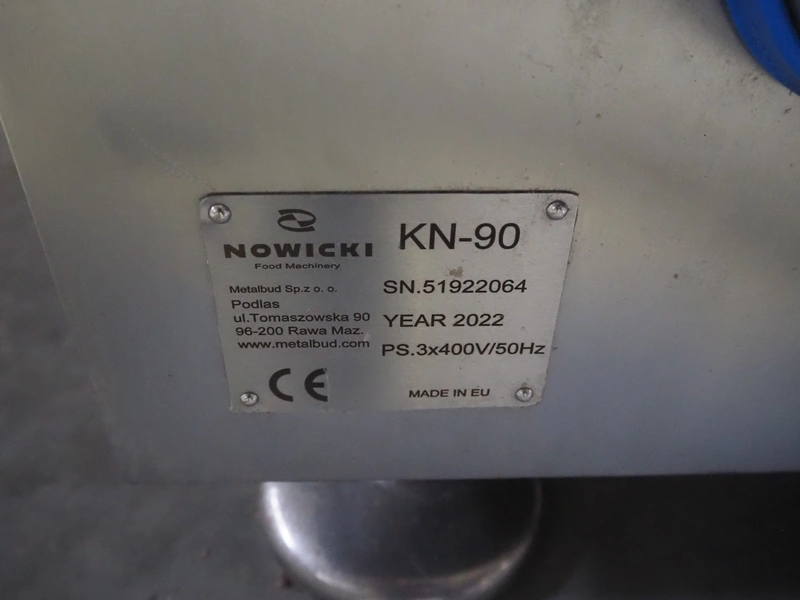 NOWICKI
Food Machinery
KN-90
Metalbud Sp.z o. o.
Podlas
ul.Tomaszowska 90
96-200 Rawa Maz.
www.metalbud.com
SN.51922064
YEAR 2022
PS.3x400V/50Hz
CE
MADE IN EU